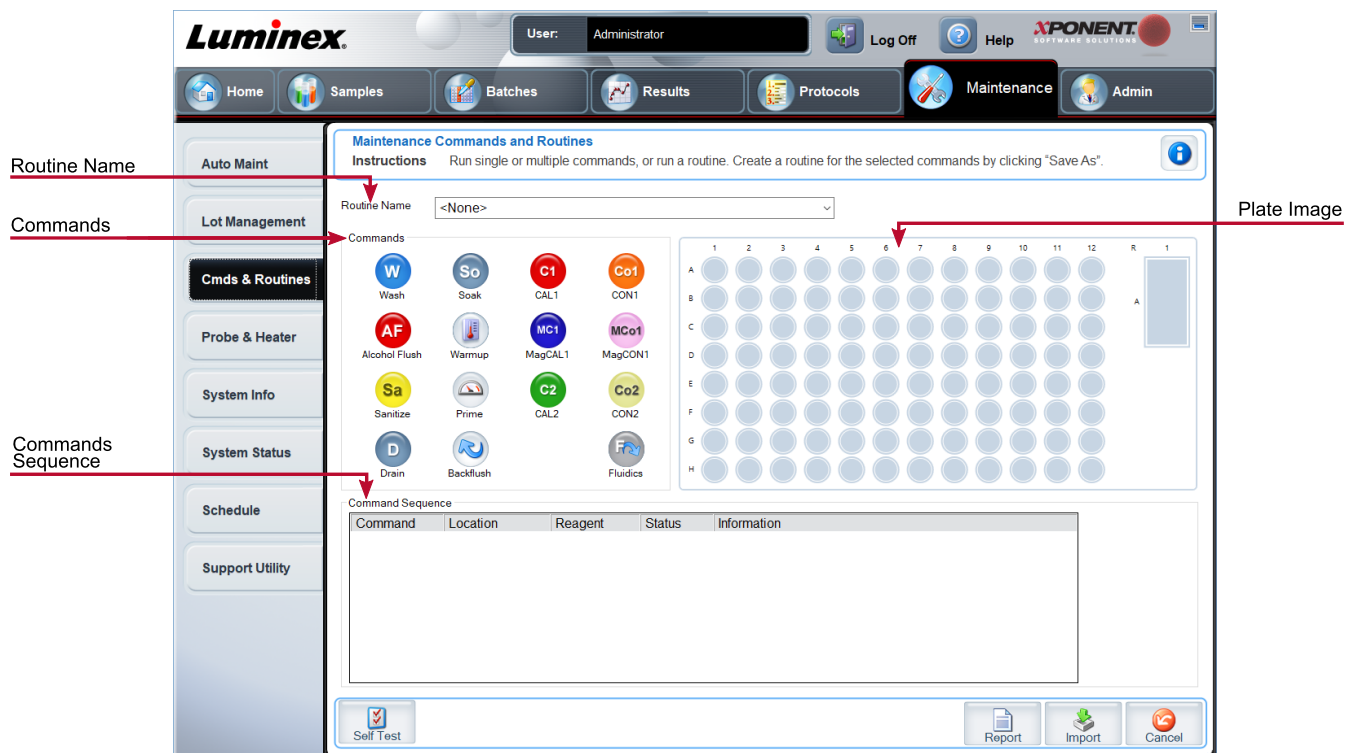 Luminex.
User: Administrator
Log Off
Help
XPONENT.
SOFTWARE SOLUTIONS
Home
Samples
Batches
Results
Protocols
Maintenance
Admin
Routine Name
Commands
Commands
Sequence
Plate Image
Auto Maint
Lot Management
Cmds & Routines
Probe & Heater
System Info
System Status
Schedule
Support Utility
Maintenance Commands and Routines
Instructions Run single or multiple commands, or run a routine. Create a routine for the selected commands by clicking “Save As”.
Routine Name <None>
Commands
W So C1 Co1
Wash Soak CAL1 CON1
AF MC1 MCo1
Alcohol Flush Warmup MagCAL1 MagCON1
Sa C2 Co2
Sanitize Prime CAL2 CON2
D F
Drain Backflush Fluidics
1 2 3 4 5 6 7 8 9 10 11 12 R 1
A
B
C
D
E
F
G
H
A
Command Sequence
Command Location Reagent Status Information
Self Test
Report
Import
Cancel